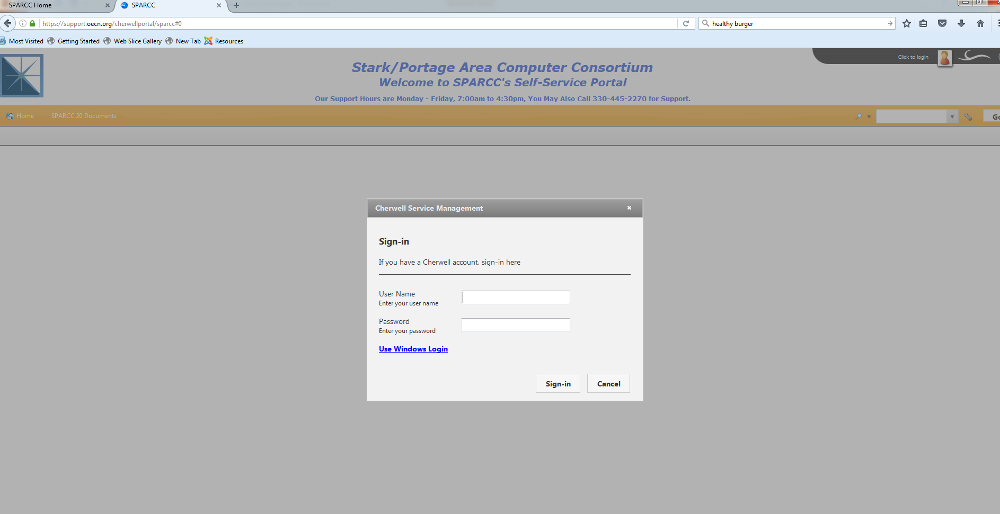 SPARCC Home
SPARCC
https://support.oecn.org/cherwellportal/sparcc#0
healthy burger
Most Visited Getting Started Web Slice Gallery New Tab Resources
Click to login
Stark/Portage Area Computer Consortium
Welcome to SPARCC's Self-Service Portal
Our Support Hours are Monday - Friday, 7:00am to 4:30pm, You May Also Call 330-445-2270 for Support.
Home SPARCC 20 Documents
Go
Cherwell Service Management
Sign-in
If you have a Cherwell account, sign-in here
User Name
Enter your user name
Password
Enter your password
Use Windows Login
Sign-in Cancel